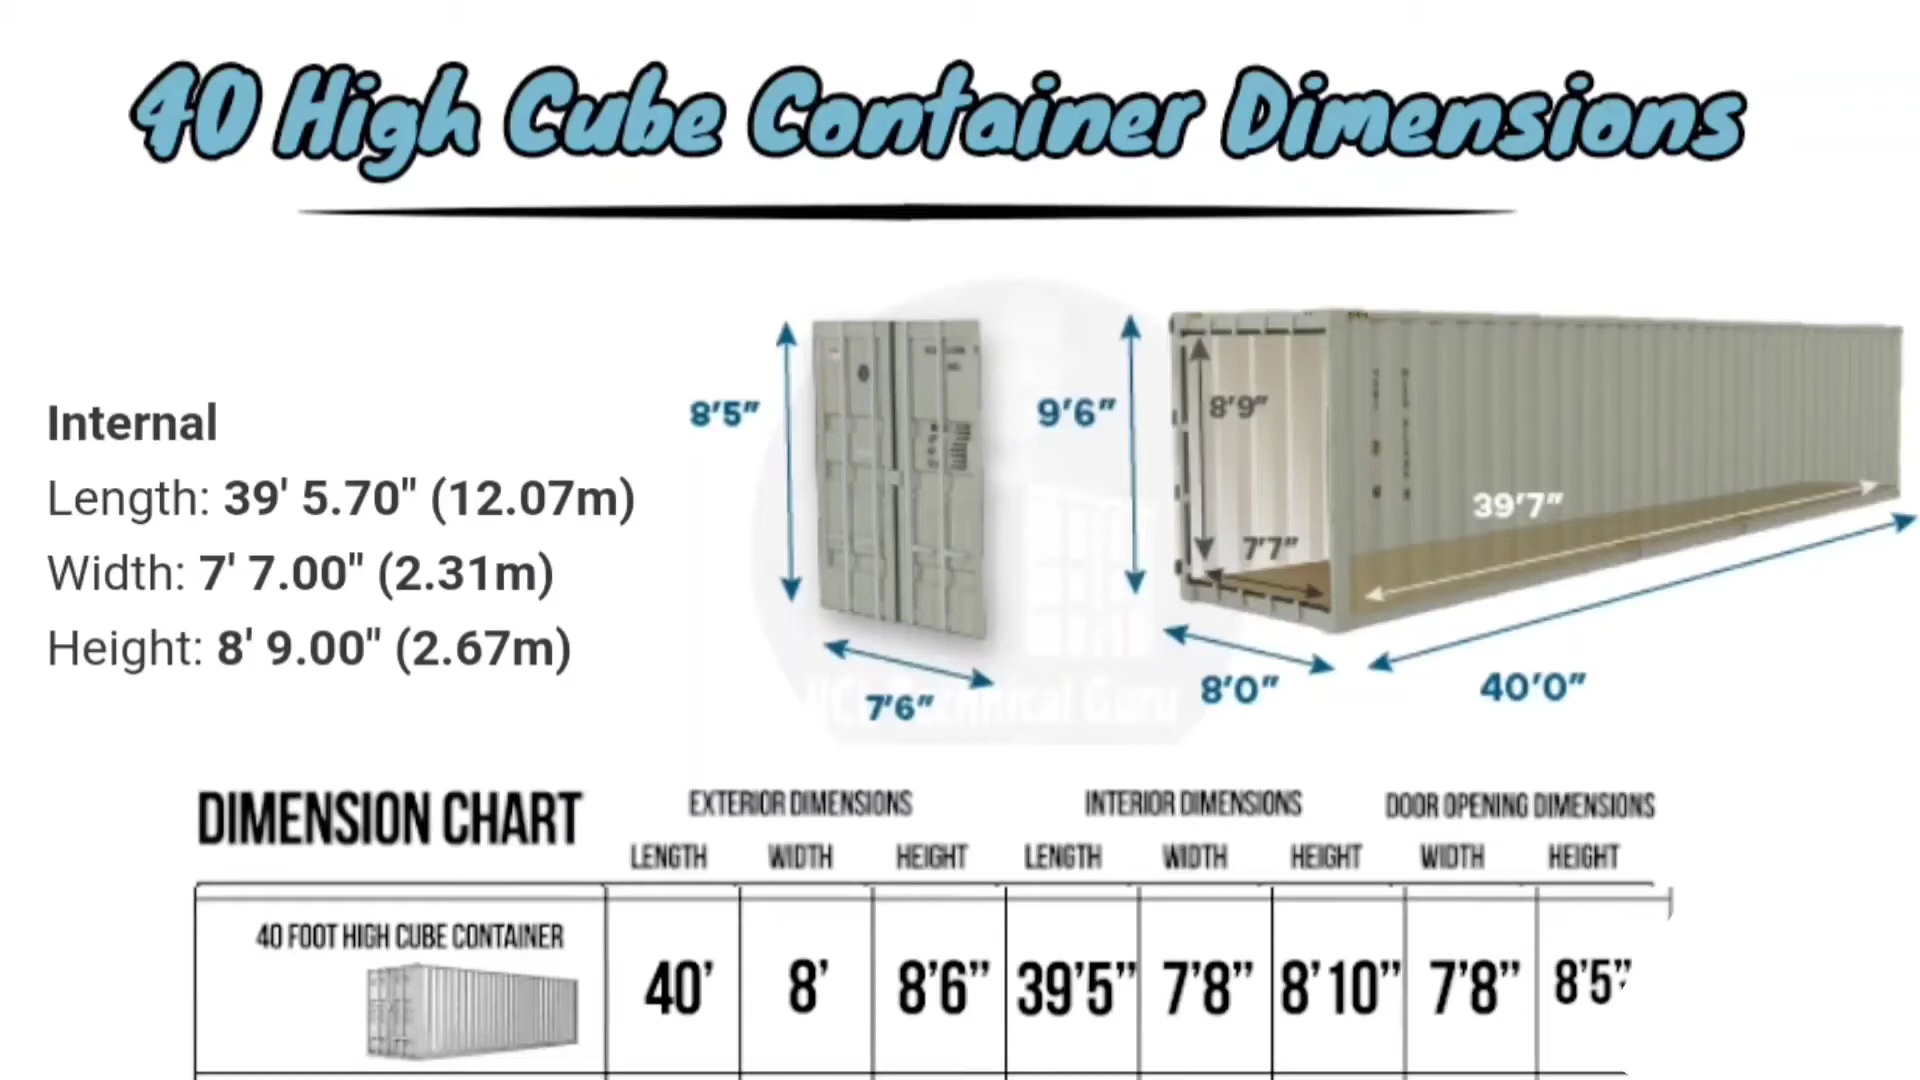 40 High Cube Container Dimensions
Internal
Length: 39' 5.70" (12.07m)
Width: 7' 7.00" (2.31m)
Height: 8' 9.00" (2.67m)
8’5”
7’6”
9’6”
8’9”
7’7”
39’7”
8’0”
40’0”
Technical Guru
DIMENSION CHART
EXTERIOR DIMENSIONS INTERIOR DIMENSIONS DOOR OPENING DIMENSIONS
LENGTH WIDTH HEIGHT LENGTH WIDTH HEIGHT WIDTH HEIGHT
40 FOOT HIGH CUBE CONTAINER
40’ 8’ 8’6” 39’5” 7’8” 8’10” 7’8” 8’5”